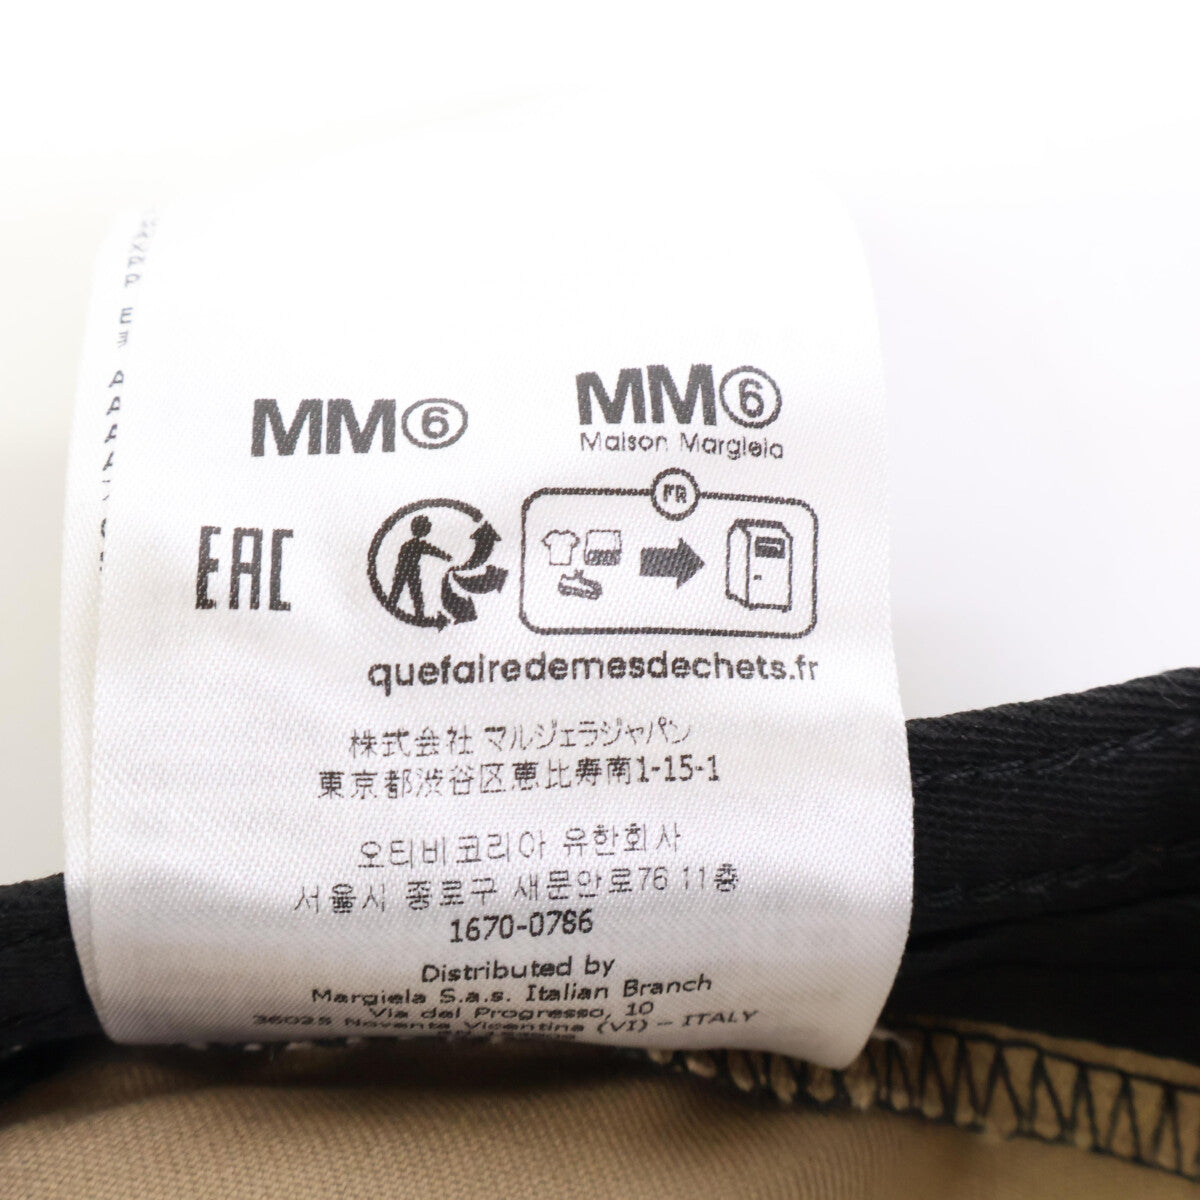 MM6
MM6
Maison Margiela
FR
EAC
quefairedemesdechets.fr
株式会社 マルジェラジャパン
東京都渋谷区恵比寿南1-15-1
오티비코리아 유한회사
서울시 종로구 새문안로76 11층
1670-0786
Distributed by
Margiela S.a.s. Italian Branch
Via del Progresso, 10
36025 Noventa Vicentina (VI) - ITALY